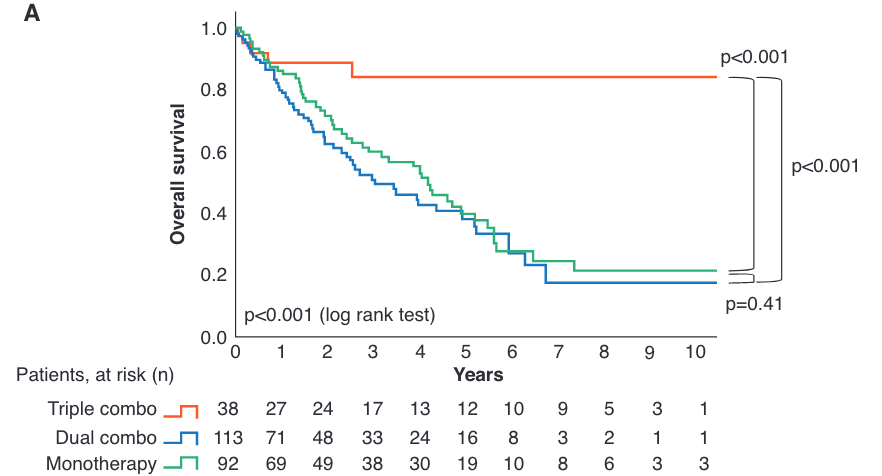 A
1.0
0.8
0.6
0.4
0.2
0.0
Overall survival
p<0.001
p<0.001
p=0.41
p<0.001 (log rank test)
0 1 2 3 4 5 6 7 8 9 10
Years
Patients, at risk (n)
Triple combo 38 27 24 17 13 12 10 9 5 3 1
Dual combo 113 71 48 33 24 16 8 3 2 1 1
Monotherapy 92 69 49 38 30 19 10 8 6 3 3